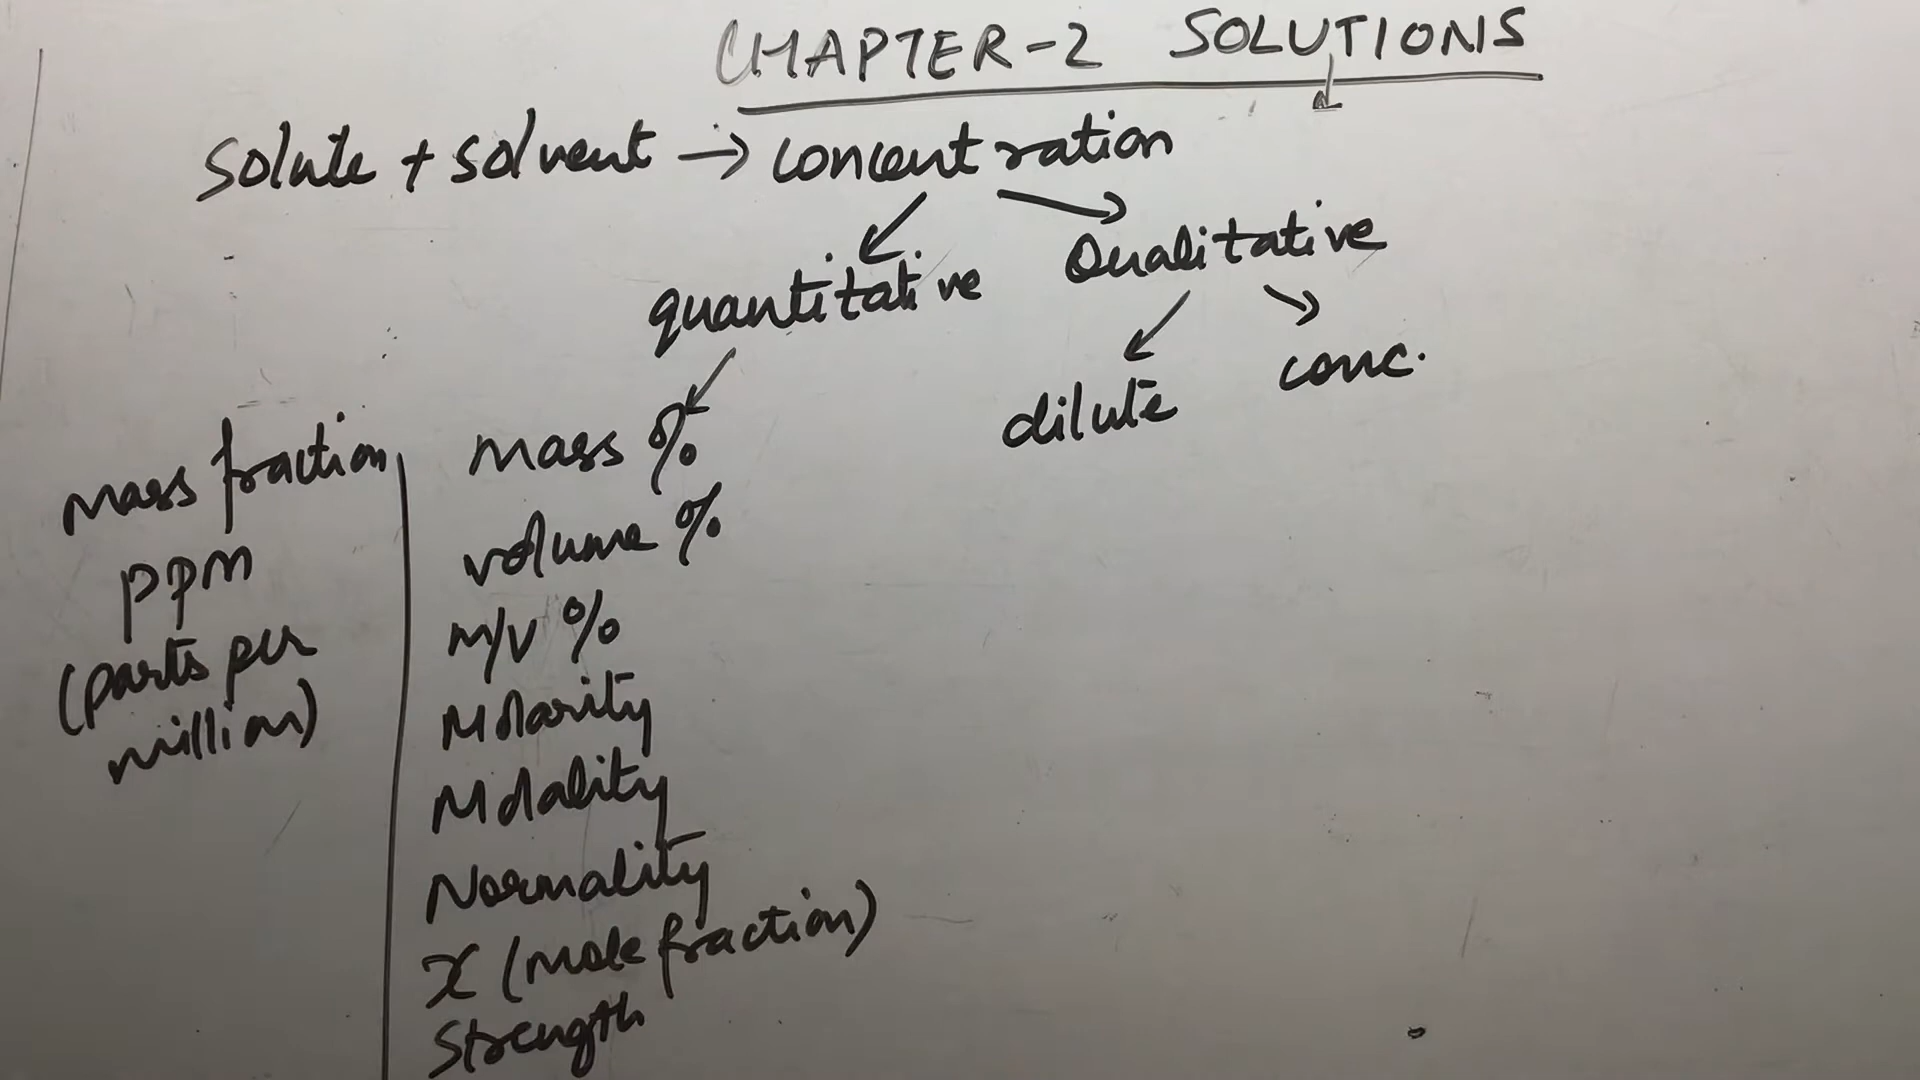 CHAPTER-2 SOLUTIONS
Solute + solvent → concentration
quantitative
Qualitative
dilute
conc.
mass %
volume %
m/v %
Molarity
Molality
Normality
x (mole fraction)
Strength
mass fraction
ppm
(parts per
million)